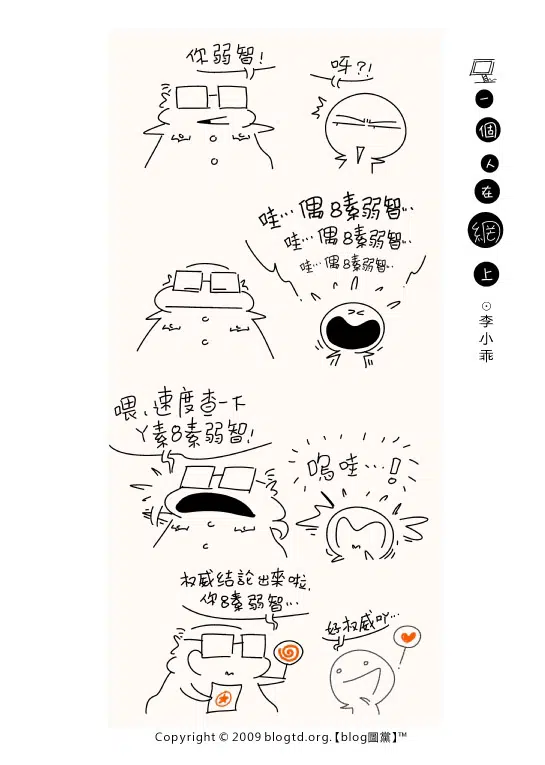 你弱智!
呀?!
哇…偶8素弱智…
哇…偶8素弱智…
哇…偶8素弱智…
喂、速度查一下
丫素8素弱智!
嗚哇…!
权威结論出來啦,
你8素弱智…
好权威吖…
一個人在網上
⊙李小乖
Copyright © 2009 blogtd.org.【blog圖黨】™